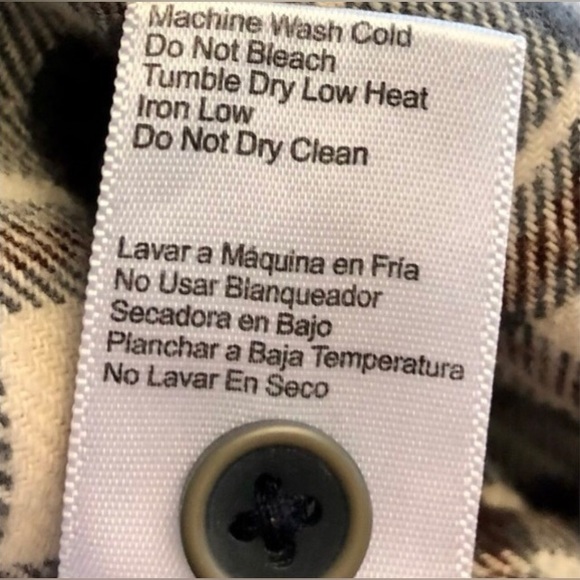 Machine Wash Cold
Do Not Bleach
Tumble Dry Low Heat
Iron Low
Do Not Dry Clean
Lavar a Máquina en Fría
No Usar Blanqueador
Secadora en Bajo
Planchar a Baja Temperatura
No Lavar En Seco